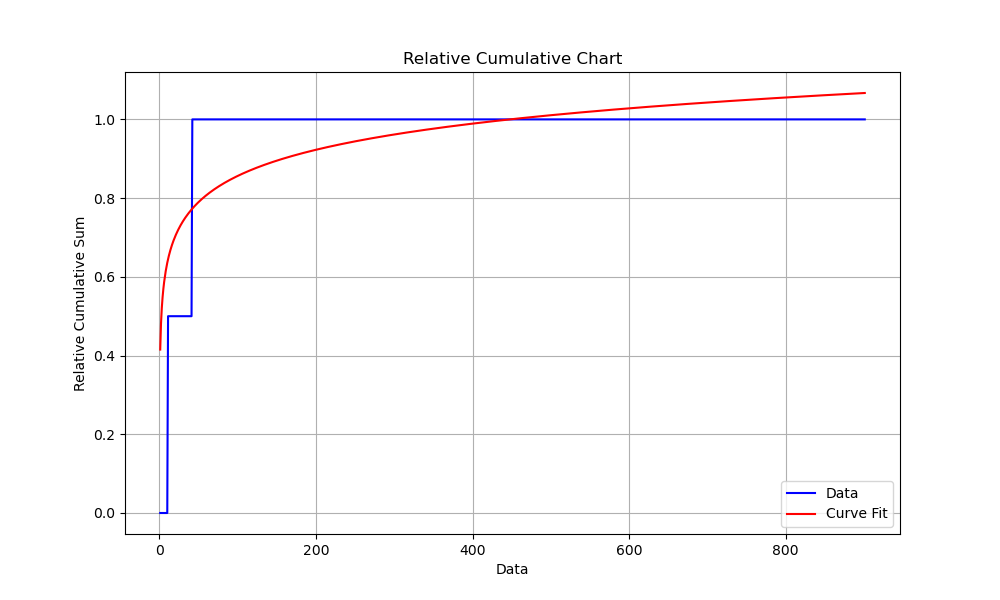 Relative Cumulative Chart
Relative Cumulative Sum
1.0
0.8
0.6
0.4
0.2
0.0
0 200 400 600 800
Data
Data
Curve Fit